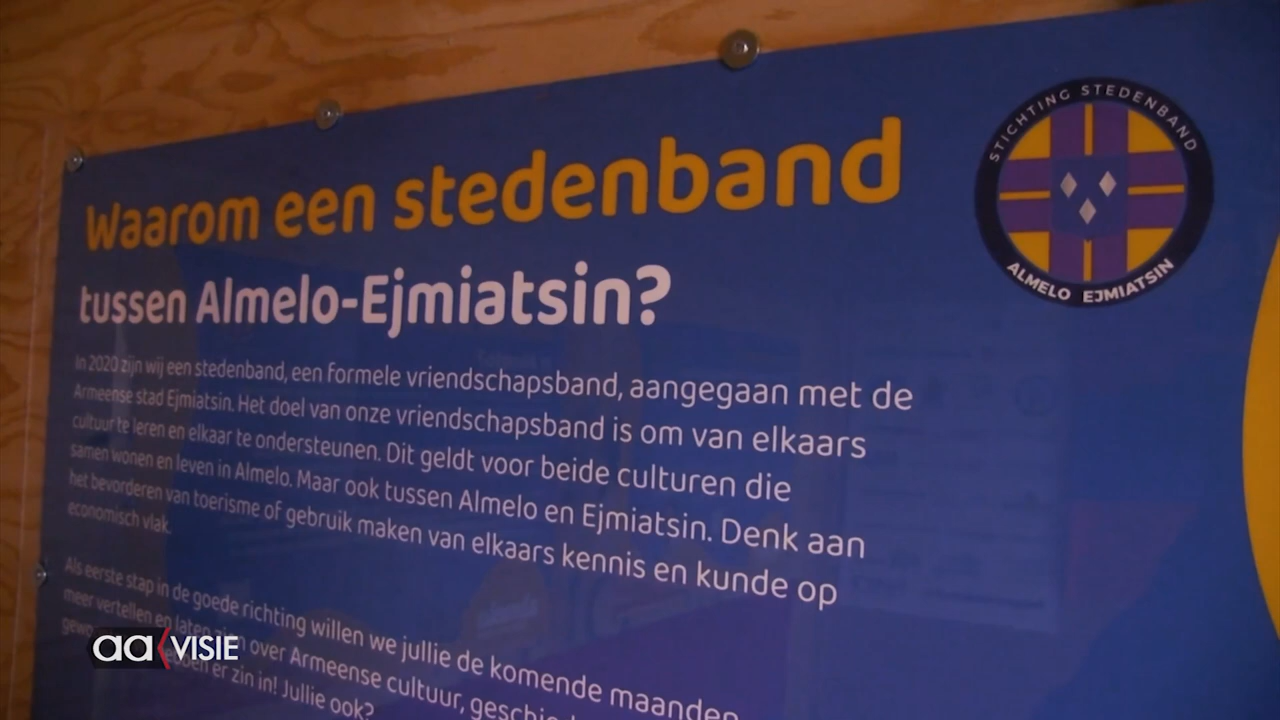 STICHTING STEDENBAND
ALMELO EJMIATSIN
Waarom een stedenband
tussen Almelo-Ejmiatsin?
In 2020 zijn wij een stedenband, een formele vriendschapsband, aangegaan met de
Armeense stad Ejmiatsin. Het doel van onze vriendschapsband is om van elkaars
cultuur te leren en elkaar te ondersteunen. Dit geldt voor beide culturen die
samen wonen en leven in Almelo. Maar ook tussen Almelo en Ejmiatsin. Denk aan
het bevorderen van toerisme of gebruik maken van elkaars kennis en kunde op
economisch vlak.
Als eerste stap in de goede richting willen we jullie de komende maanden
meer vertellen en laten zien over Armeense cultuur,
er zin in! Jullie ook?
aa VISIE